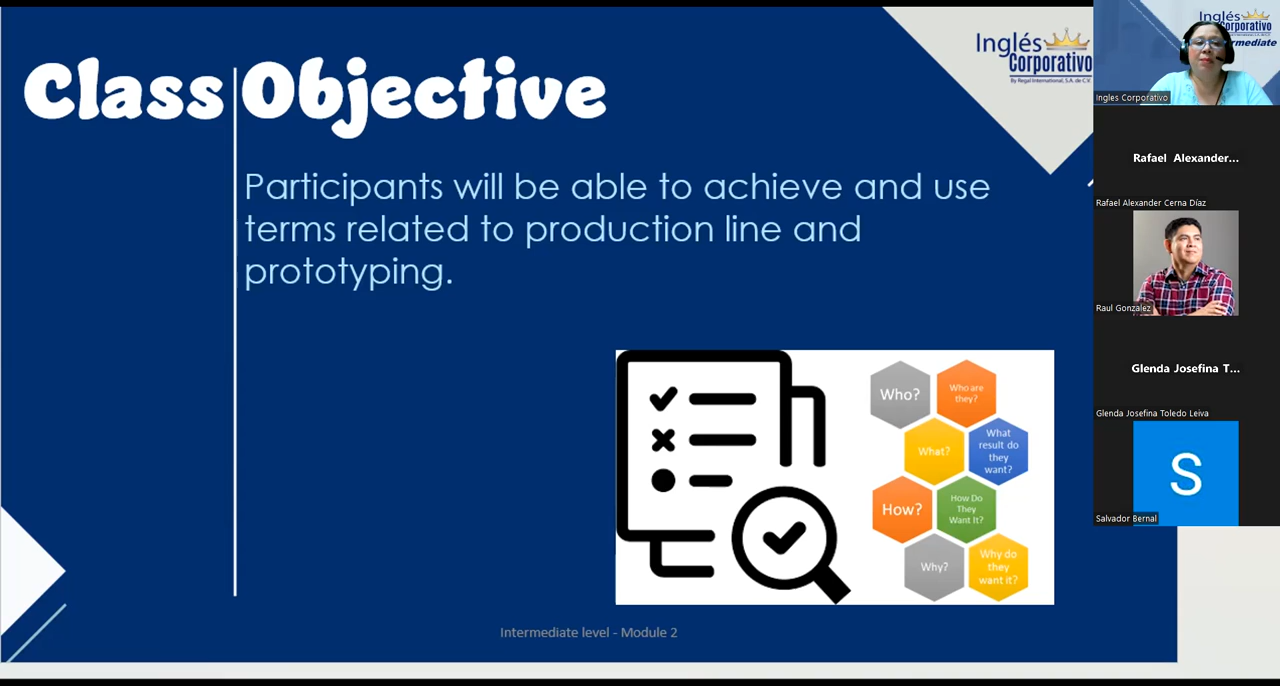 Class Objective
Participants will be able to achieve and use
terms related to production line and
prototyping.
Inglés
Corporativo
By Regal International, S.A. de C.V.
Who?
Who are
they?
What?
What
result do
they
want?
How?
How Do
They
Want It?
Why?
Why do
they
want it?
Intermediate level - Module 2
Inglés
Corporativo
Ingles Corporativo
Rafael Alexander...
Rafael Alexander Cerna Díaz
Raul Gonzalez
Glenda Josefina T...
Glenda Josefina Toledo Leiva
S
Salvador Bernal